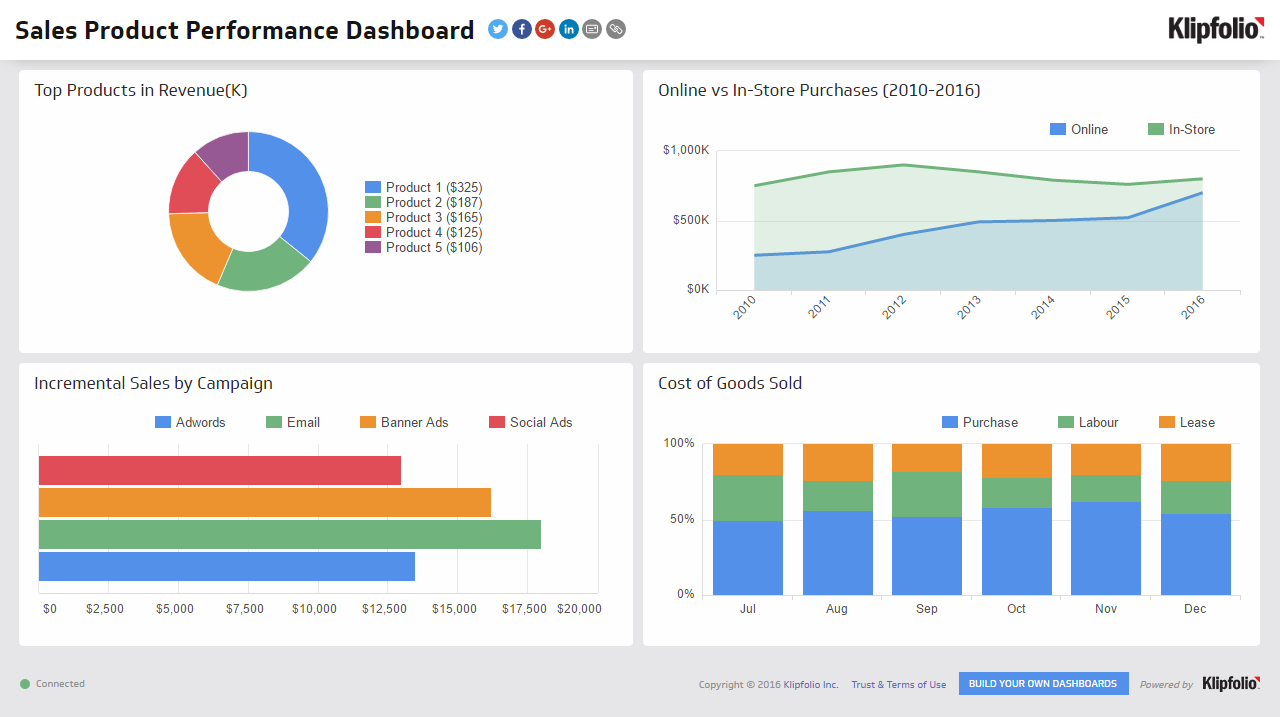 Sales Product Performance Dashboard
Klipfolio
Top Products in Revenue(K)
Product 1 ($325)
Product 2 ($187)
Product 3 ($165)
Product 4 ($125)
Product 5 ($106)
Online vs In-Store Purchases (2010-2016)
Online In-Store
$1,000K
$500K
$0K
2010 2011 2012 2013 2014 2015 2016
Incremental Sales by Campaign
Adwords Email Banner Ads Social Ads
$0 $2,500 $5,000 $7,500 $10,000 $12,500 $15,000 $17,500 $20,000
Cost of Goods Sold
Purchase Labour Lease
100%
50%
0%
Jul Aug Sep Oct Nov Dec
Connected
Copyright © 2016 Klipfolio Inc. Trust & Terms of Use BUILD YOUR OWN DASHBOARDS Powered by Klipfolio